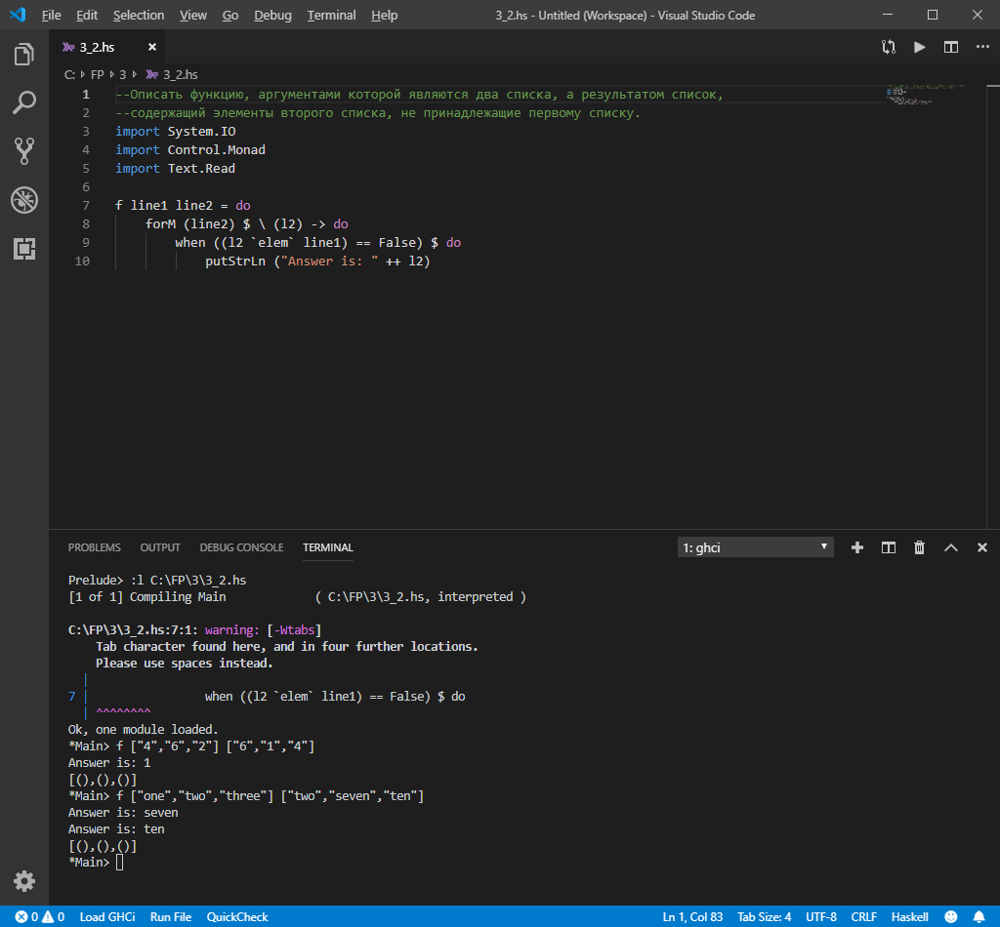 File Edit Selection View Go Debug Terminal Help 3_2.hs - Untitled (Workspace) - Visual Studio Code
3_2.hs
C: FP 3 3_2.hs
1 --Описать функцию, аргументами которой являются два списка, а результатом список,
2 --содержащий элементы второго списка, не принадлежащие первому списку.
3 import System.IO
4 import Control.Monad
5 import Text.Read
6
7 f line1 line2 = do
8 forM (line2) $ \ (l2) -> do
9 when ((l2 `elem` line1) == False) $ do
10 putStrLn ("Answer is: " ++ l2)
PROBLEMS OUTPUT DEBUG CONSOLE TERMINAL 1: ghci
Prelude> :l C:\FP\3\3_2.hs
[1 of 1] Compiling Main ( C:\FP\3\3_2.hs, interpreted )
C:\FP\3\3_2.hs:7:1: warning: [-Wtabs]
Tab character found here, and in four further locations.
Please use spaces instead.
|
7 | when ((l2 `elem` line1) == False) $ do
| ^^^^^^^^
Ok, one module loaded.
*Main> f ["4","6","2"] ["6","1","4"]
Answer is: 1
[(),(),()]
*Main> f ["one","two","three"] ["two","seven","ten"]
Answer is: seven
Answer is: ten
[(),(),()]
*Main>
0 0 Load GHCi Run File QuickCheck Ln 1, Col 83 Tab Size: 4 UTF-8 CRLF Haskell